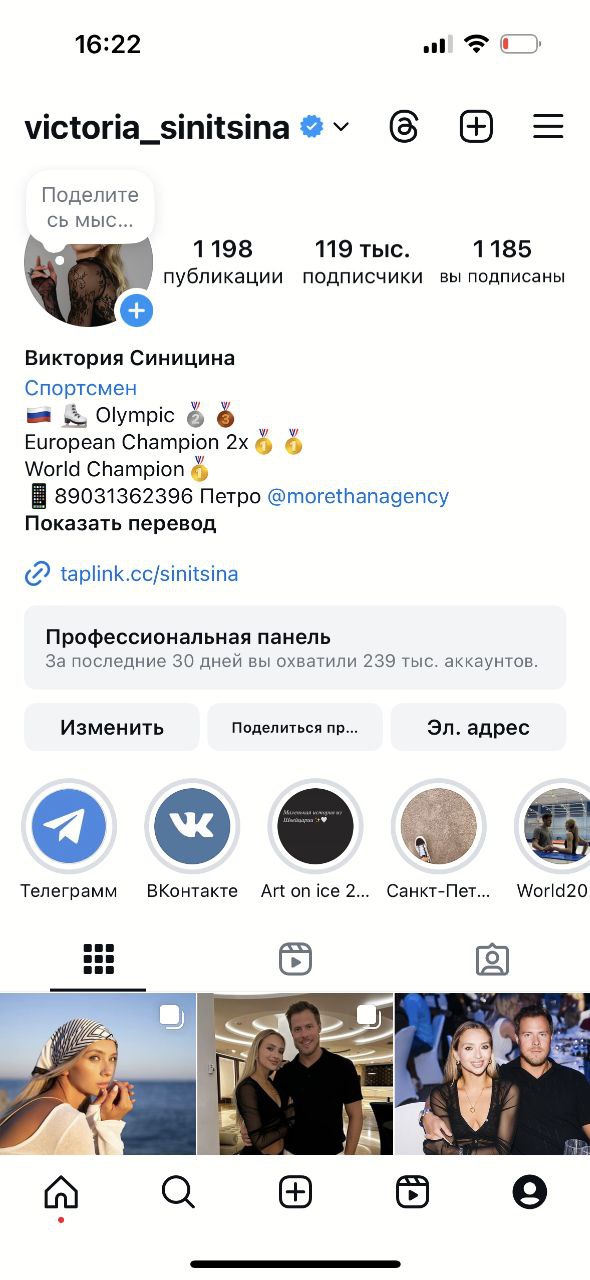 16:22
victoria_sinitsina
Поделите
сь мыс...
1 198
публикации
119 тыс.
подписчики
1 185
вы подписаны
Виктория Синицина
Спортсмен
Olympic
European Champion 2x
World Champion
89031362396 Петро @morethanagency
Показать перевод
taplink.cc/sinitsina
Профессиональная панель
За последние 30 дней вы охватили 239 тыс. аккаунтов.
Изменить
Поделиться пр...
Эл. адрес
Маленькая история из
Швейцарии
Телеграмм
ВКонтакте
Art on ice 2...
Санкт-Пет...
World20